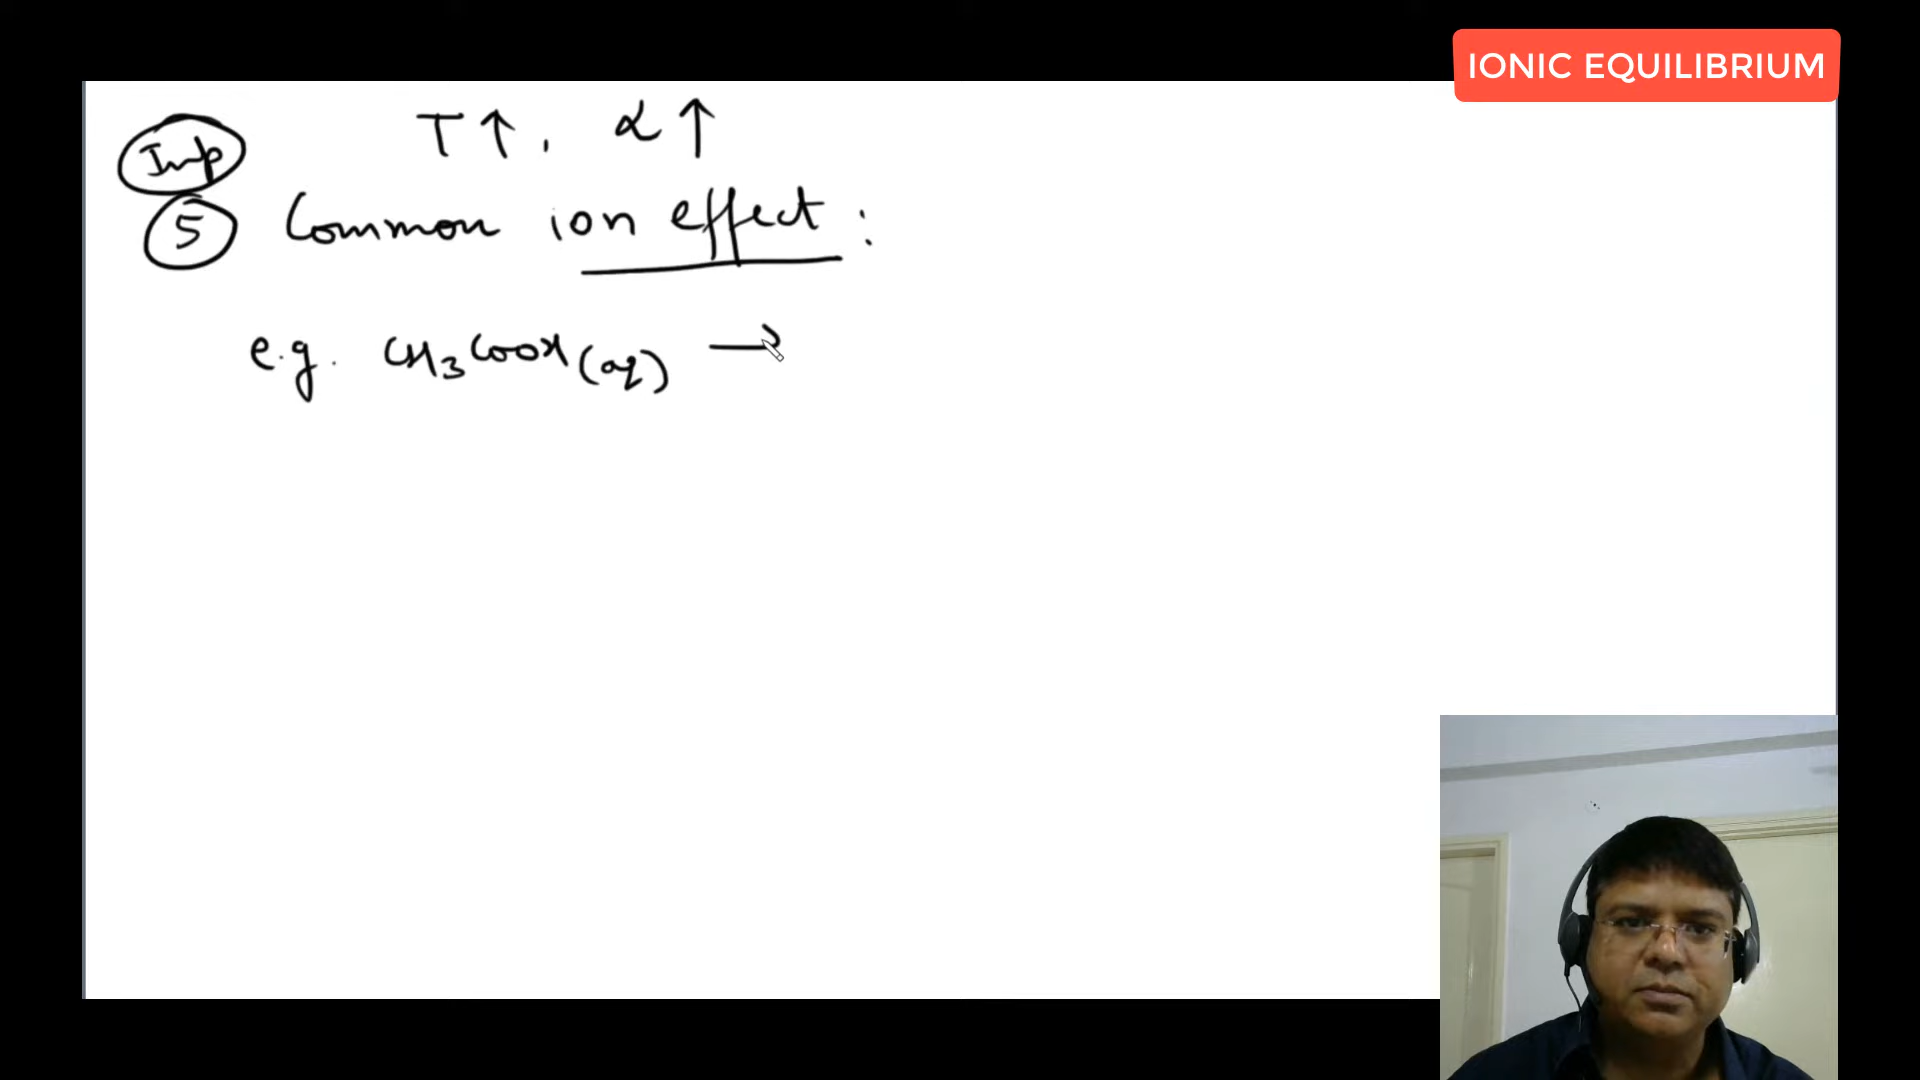 IONIC EQUILIBRIUM
Imp T↑, α↑
5 Common ion effect :
e.g. CH₃COOH(aq) →